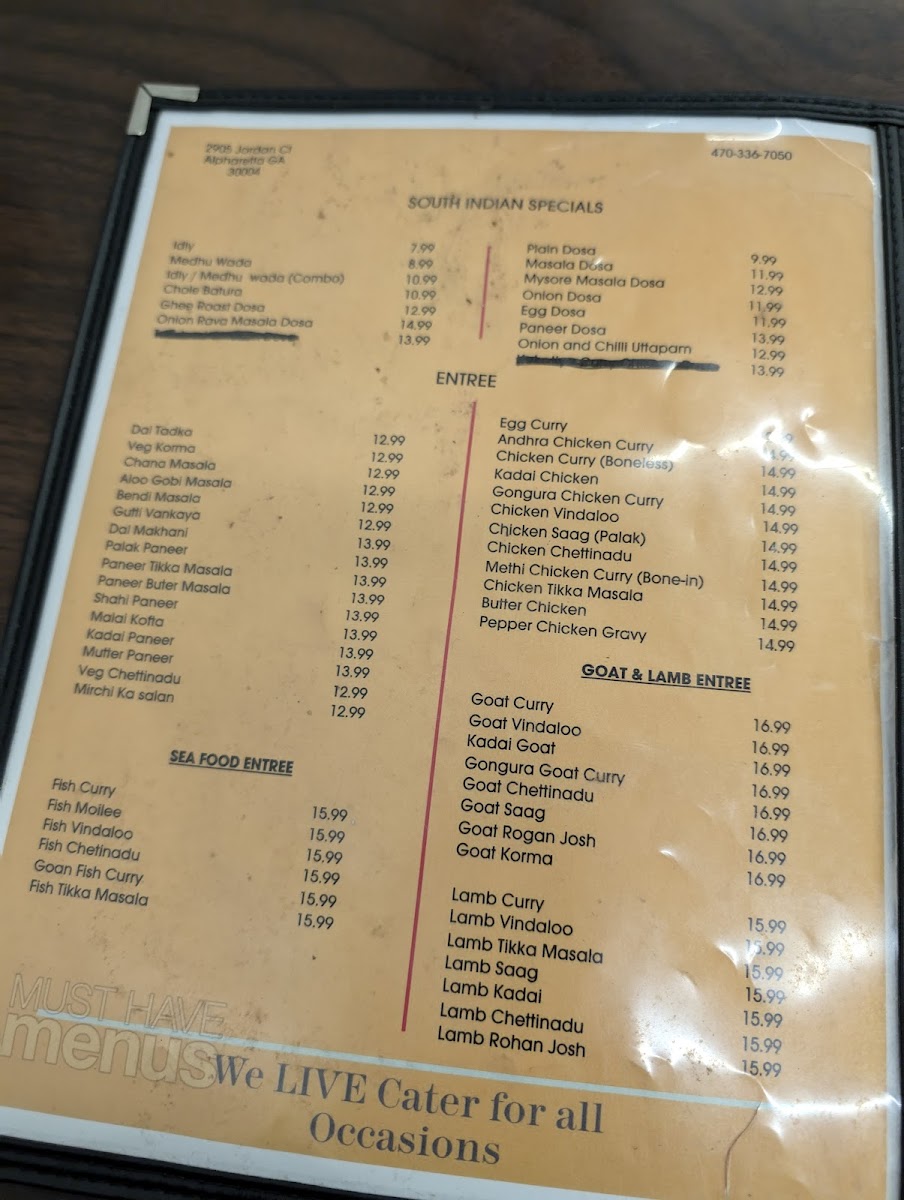 2905 Jordan Ct
Alpharetta GA
30004
470-336-7050
SOUTH INDIAN SPECIALS
Idly 7.99
Medhu Wada 8.99
Idly / Medhu wada (Combo) 10.99
Chole Batura 10.99
Ghee Roast Dosa 12.99
Onion Rava Masala Dosa 14.99
13.99
Plain Dosa 9.99
Masala Dosa 11.99
Mysore Masala Dosa 12.99
Onion Dosa 11.99
Egg Dosa 11.99
Paneer Dosa 13.99
Onion and Chilli Uttapam 12.99
13.99
ENTREE
Dal Tadka 12.99
Veg Korma 12.99
Chana Masala 12.99
Aloo Gobi Masala 12.99
Bendi Masala 12.99
Gutti Vankaya 12.99
Dal Makhani 13.99
Palak Paneer 13.99
Paneer Tikka Masala 13.99
Paneer Buter Masala 13.99
Shahi Paneer 13.99
Malai Kofta 13.99
Kadai Paneer 13.99
Mutter Paneer 13.99
Veg Chettinadu 12.99
Mirchi Ka salan 12.99
SEA FOOD ENTREE
Fish Curry 15.99
Fish Moilee 15.99
Fish Vindaloo 15.99
Fish Chetinadu 15.99
Goan Fish Curry 15.99
Fish Tikka Masala 15.99
Egg Curry
Andhra Chicken Curry 14.99
Chicken Curry (Boneless) 14.99
Kadai Chicken 14.99
Gongura Chicken Curry 14.99
Chicken Vindaloo 14.99
Chicken Saag (Palak) 14.99
Chicken Chettinadu 14.99
Methi Chicken Curry (Bone-in) 14.99
Chicken Tikka Masala 14.99
Butter Chicken 14.99
Pepper Chicken Gravy 14.99
GOAT & LAMB ENTREE
Goat Curry 16.99
Goat Vindaloo 16.99
Kadai Goat 16.99
Gongura Goat Curry 16.99
Goat Chettinadu 16.99
Goat Saag 16.99
Goat Rogan Josh 16.99
Goat Korma 16.99
Lamb Curry 15.99
Lamb Vindaloo 15.99
Lamb Tikka Masala 15.99
Lamb Saag 15.99
Lamb Kadai 15.99
Lamb Chettinadu 15.99
Lamb Rohan Josh 15.99
MUST HAVE
menus
We LIVE Cater for all
Occasions